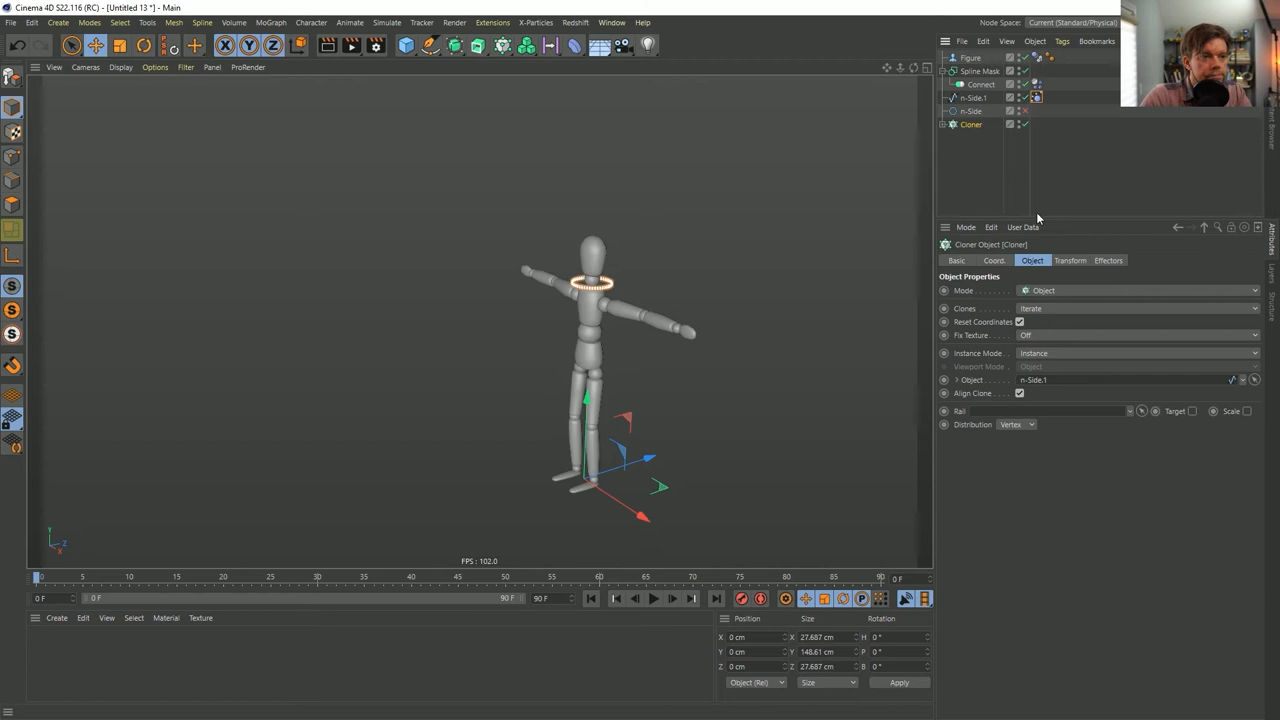 Cinema 4D S22.116 (RC) - [Untitled 13 *] - Main
File Edit Create Modes Select Tools Mesh Spline Volume MoGraph Character Animate Simulate Tracker Render Extensions X-Particles Redshift Window Help Node Space: Current (Standard/Physical)
X Y Z
View Cameras Display Options Filter Panel ProRender
File Edit View Object Tags Bookmarks
Figure
Spline Mask
Connect
n-Side.1
n-Side
Cloner
Mode Edit User Data
Cloner Object [Cloner]
Basic Coord. Object Transform Effectors
Object Properties
Mode . . . . . . . . Object
Clones . . . . . . . Iterate
Reset Coordinates
Fix Texture . . . . Off
Instance Mode . . Instance
Viewport Mode . Object
> Object . . . . . . . n-Side.1
Align Clone . . . .
Rail Target Scale
Distribution Vertex
Content Browser
Attributes
Layers
Structure
Y
Z
X
FPS : 102.0
0 5 10 15 20 25 30 35 40 45 50 55 60 65 70 75 80 85 90 0 F
0 F 0 F 90 F 90 F
Create Edit View Select Material Texture
Position Size Rotation
X 0 cm X 27.687 cm H 0 °
Y 0 cm Y 148.61 cm P 0 °
Z 0 cm Z 27.687 cm B 0 °
Object (Rel) Size Apply